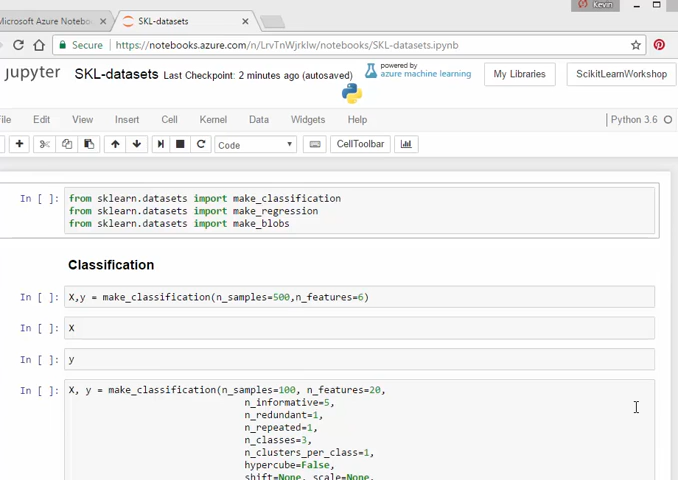 Kevin
Microsoft Azure Notebo
SKL-datasets
Secure
https://notebooks.azure.com/n/LrvTnWjrklw/notebooks/SKL-datasets.ipynb
jupyter SKL-datasets Last Checkpoint: 2 minutes ago (autosaved)
powered by
azure machine learning
My Libraries
ScikitLearnWorkshop
File Edit View Insert Cell Kernel Data Widgets Help
Python 3.6
Code
CellToolbar
In [ ]: from sklearn.datasets import make_classification
from sklearn.datasets import make_regression
from sklearn.datasets import make_blobs
Classification
In [ ]: X,y = make_classification(n_samples=500,n_features=6)
In [ ]: X
In [ ]: y
In [ ]: X, y = make_classification(n_samples=100, n_features=20,
n_informative=5,
n_redundant=1,
n_repeated=1,
n_classes=3,
n_clusters_per_class=1,
hypercube=False,
shift=None, scale=None,